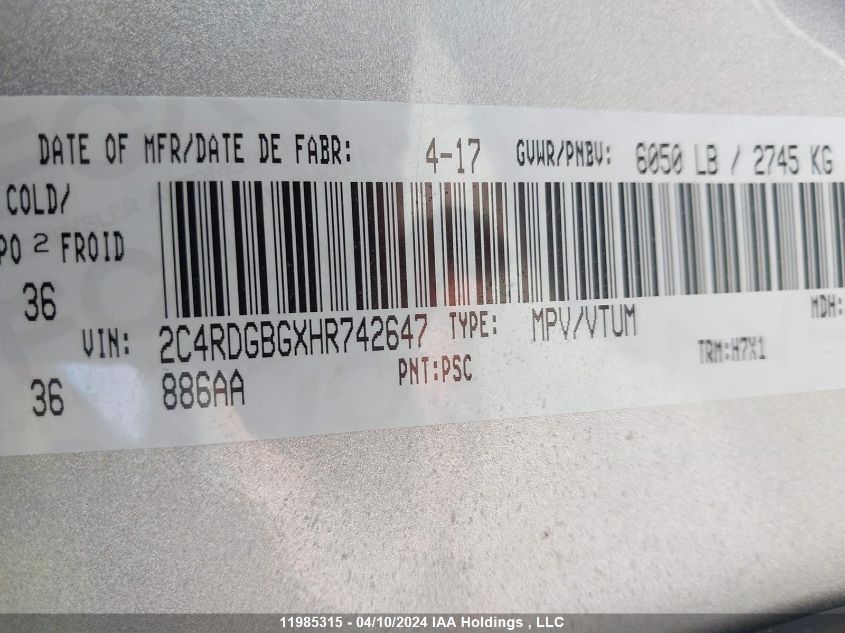 DATE OF MFR/DATE DE FABR: 4-17 GVWR/PNBV: 6050 LB / 2745 KG
COLD/
PO 2 FROID
36
MDH:
VIN: 2C4RDGBGXHR742647 TYPE: MPV/VTUM
PNT:PSC TRM:H7X1
36 886AA
11985315 - 04/10/2024 IAA Holdings , LLC